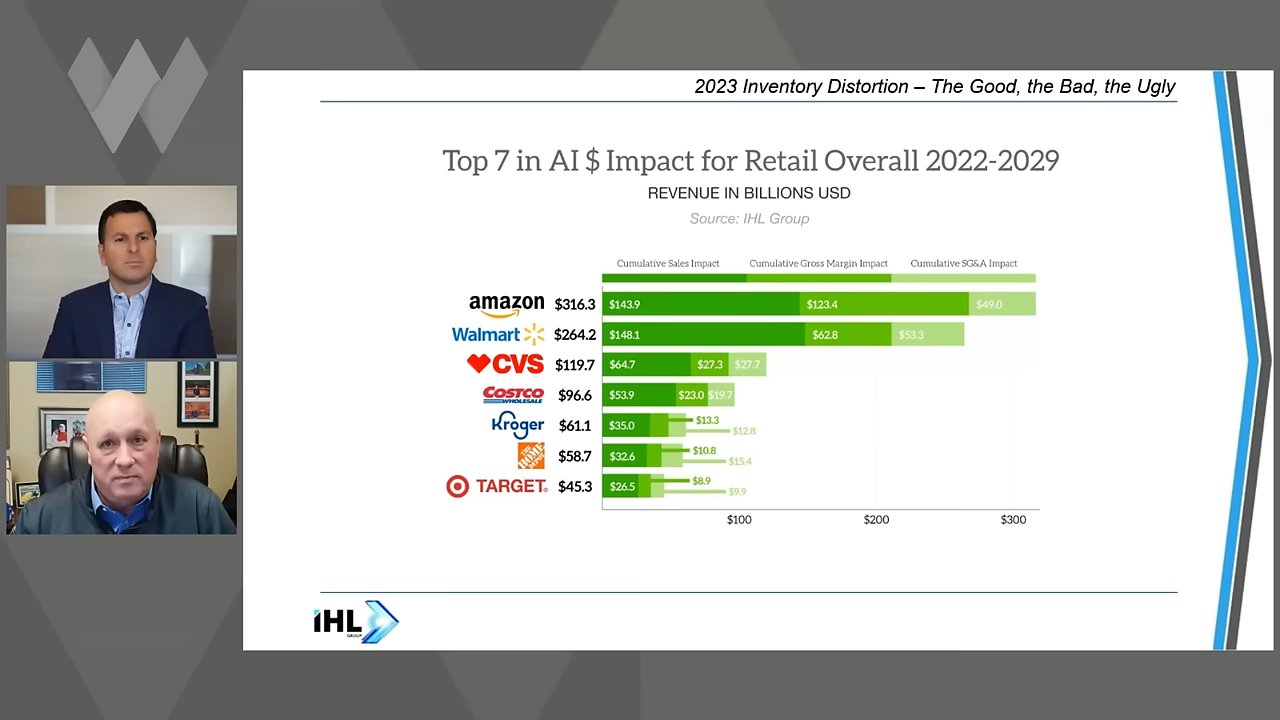 2023 Inventory Distortion – The Good, the Bad, the Ugly
Top 7 in AI $ Impact for Retail Overall 2022-2029
REVENUE IN BILLIONS USD
Source: IHL Group
Cumulative Sales Impact Cumulative Gross Margin Impact Cumulative SG&A Impact
amazon $316.3 $143.9 $123.4 $49.0
Walmart $264.2 $148.1 $62.8 $53.3
CVS $119.7 $64.7 $27.3 $27.7
COSTCO WHOLESALE $96.6 $53.9 $23.0 $19.7
Kroger $61.1 $35.0 $13.3 $12.8
THE HOME DEPOT $58.7 $32.6 $10.8 $15.4
TARGET $45.3 $26.5 $8.9 $9.9
$100 $200 $300
IHL
GROUP